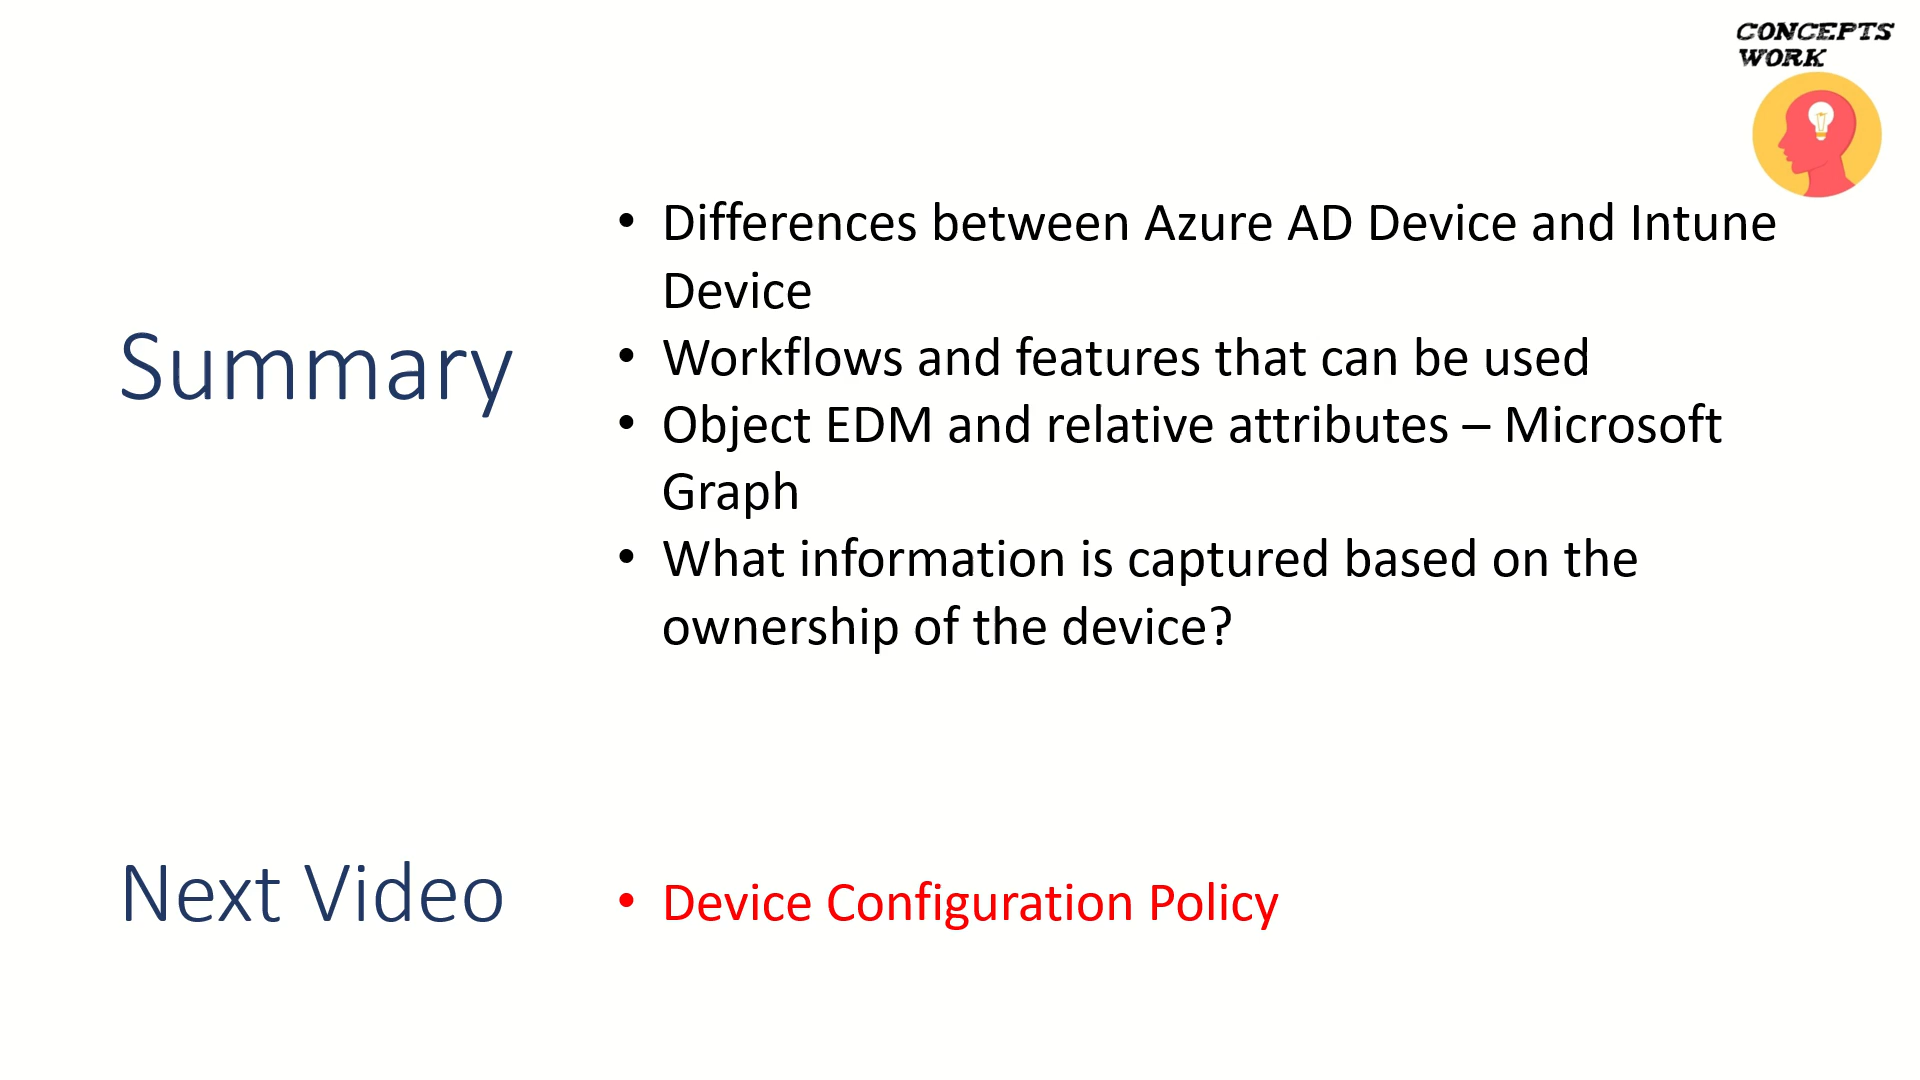 CONCEPTS
WORK
Summary
• Differences between Azure AD Device and Intune
Device
• Workflows and features that can be used
• Object EDM and relative attributes – Microsoft
Graph
• What information is captured based on the
ownership of the device?
Next Video
• Device Configuration Policy